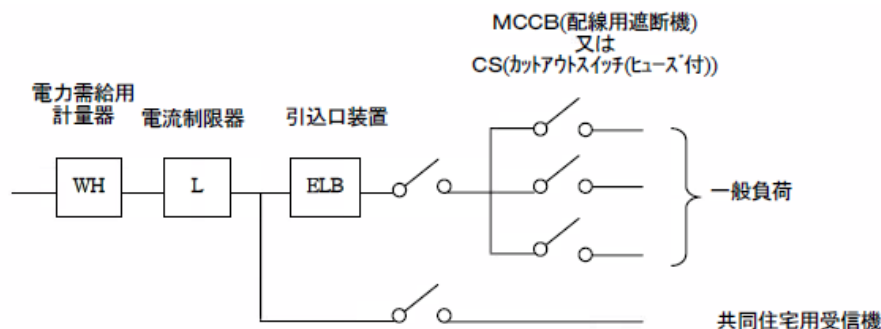 MCCB(配線用遮断機)
又は
CS(カットアウトスイッチ(ヒューズ付))
電力需給用
計量器
電流制限器
引込口装置
WH
L
ELB
一般負荷
共同住宅用受信機